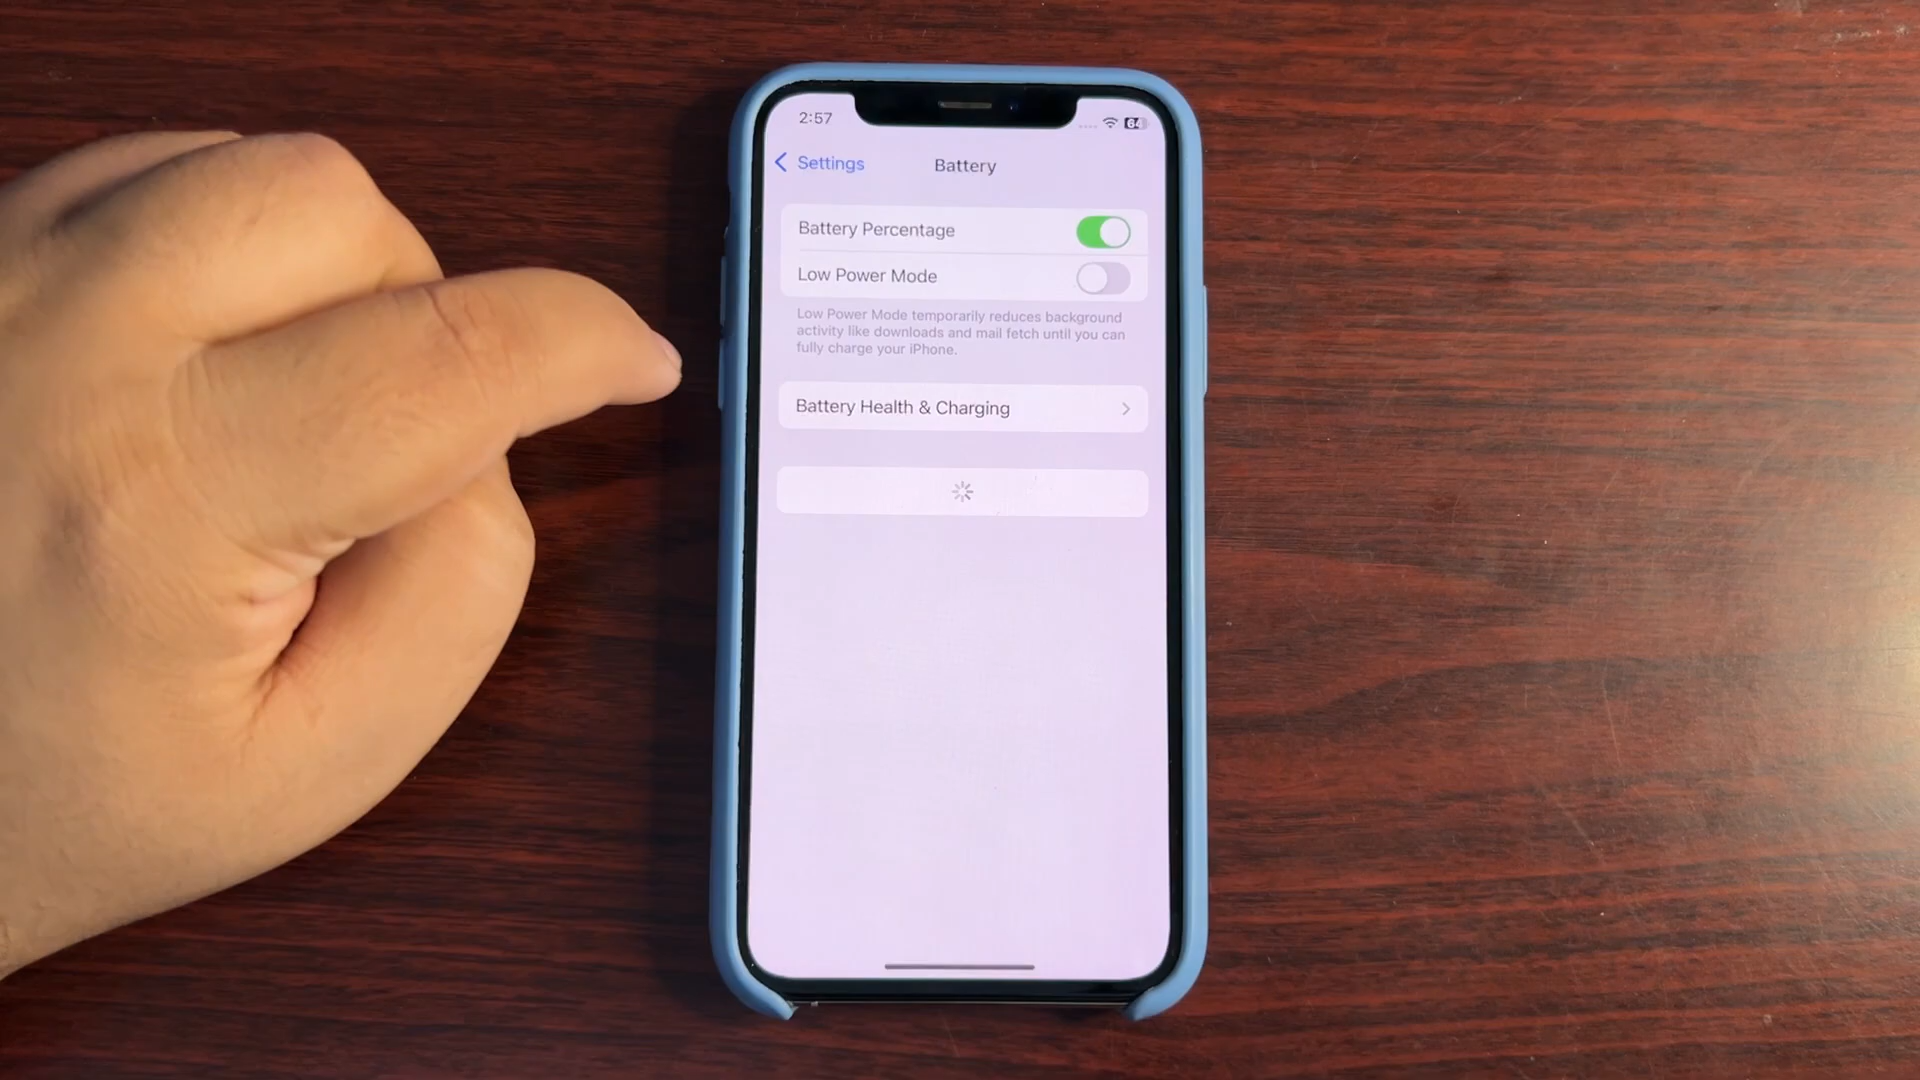 2:57
64
Settings
Battery
Battery Percentage
Low Power Mode
Low Power Mode temporarily reduces background
activity like downloads and mail fetch until you can
fully charge your iPhone.
Battery Health & Charging